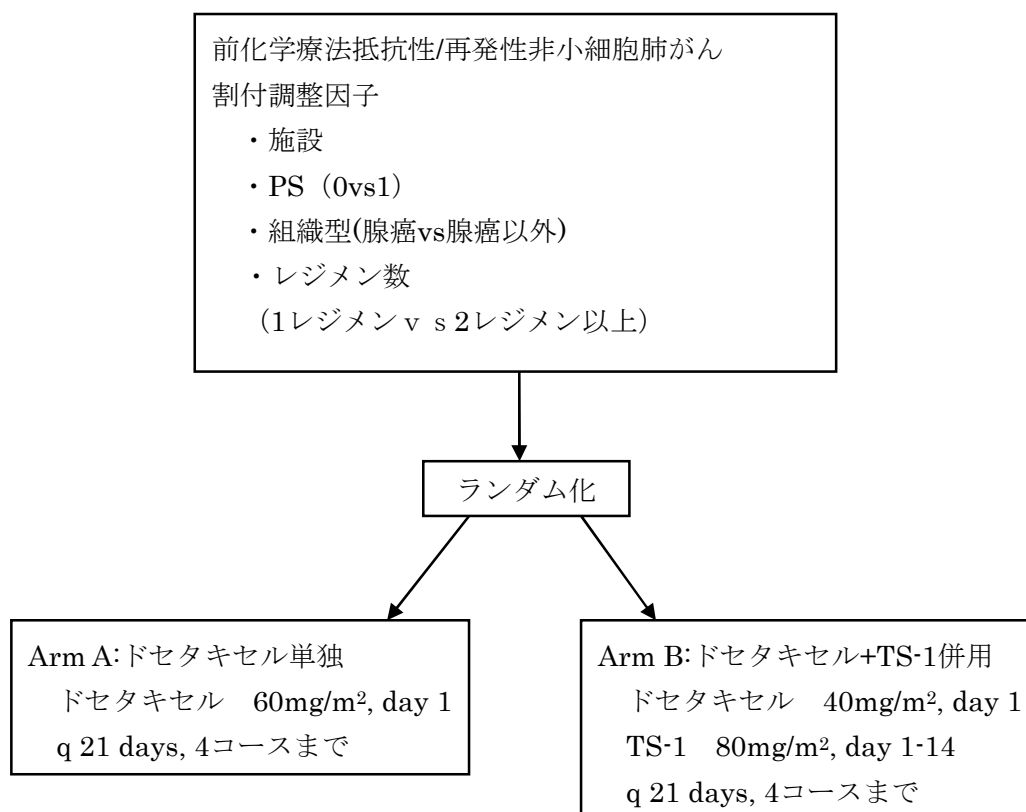 前化学療法抵抗性/再発性非小細胞肺がん
割付調整因子
・施設
・PS（0vs1）
・組織型(腺癌vs腺癌以外)
・レジメン数
（1レジメンｖｓ2レジメン以上）
ランダム化
Arm A:ドセタキセル単独
ドセタキセル　60mg/m², day 1
q 21 days, 4コースまで
Arm B:ドセタキセル+TS-1併用
ドセタキセル　40mg/m², day 1
TS-1　80mg/m², day 1-14
q 21 days, 4コースまで